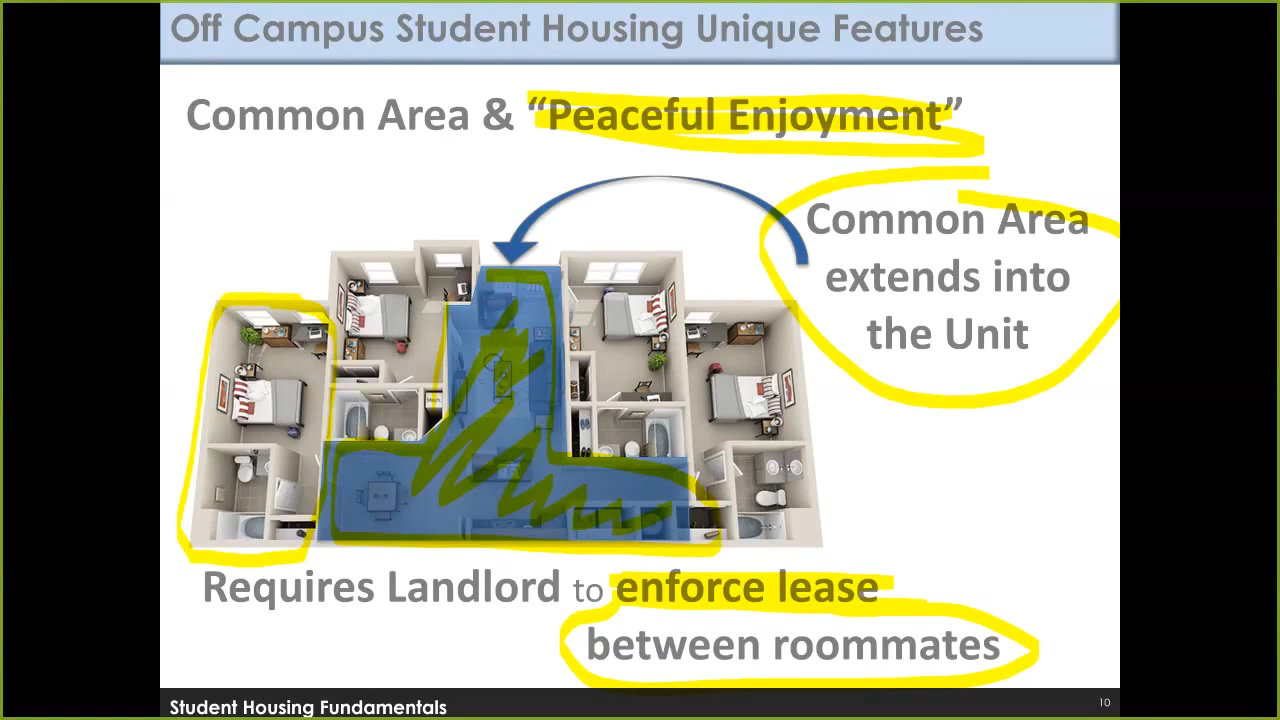 Off Campus Student Housing Unique Features
Common Area & “Peaceful Enjoyment”
Common Area
extends into
the Unit
Mech.
Requires Landlord to enforce lease
between roommates
Student Housing Fundamentals
10